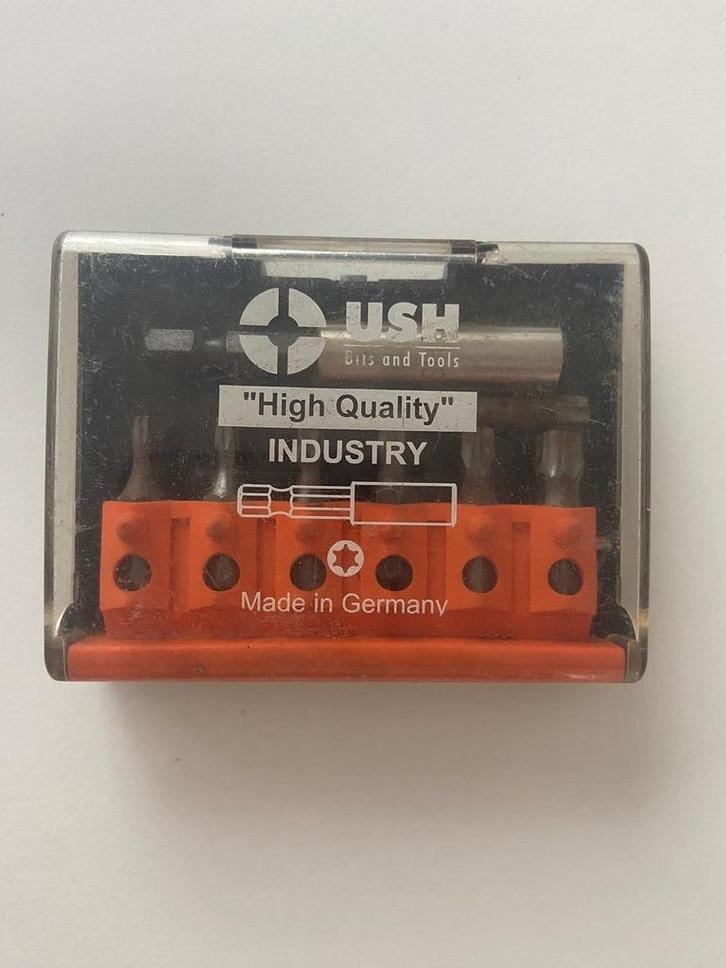 USH
Bits and Tools
"High Quality"
INDUSTRY
Made in Germany